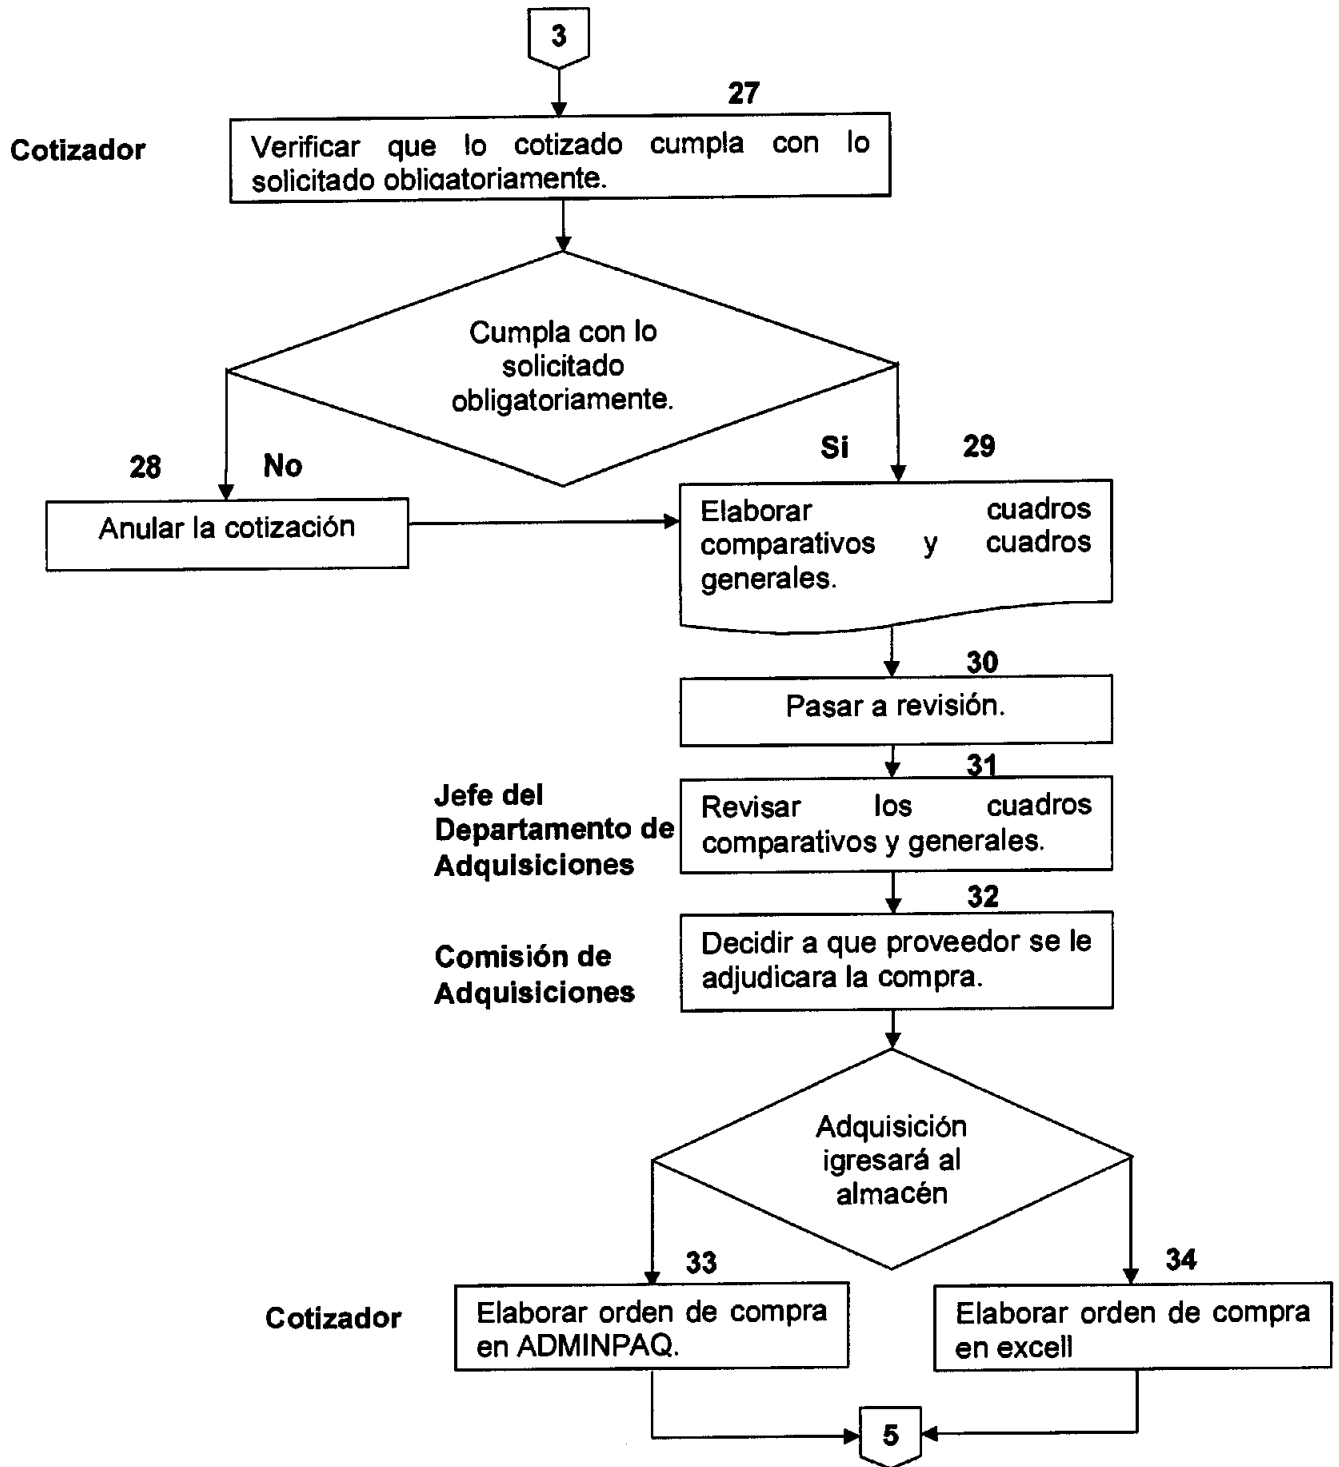 3
27
Cotizador
Verificar que lo cotizado cumpla con lo
solicitado obligatoriamente.
Cumpla con lo
solicitado
obligatoriamente.
28
No
Si
29
Anular la cotización
Elaborar cuadros
comparativos y cuadros
generales.
30
Pasar a revisión.
31
Jefe del
Departamento de
Adquisiciones
Revisar los cuadros
comparativos y generales.
32
Comisión de
Adquisiciones
Decidir a que proveedor se le
adjudicara la compra.
Adquisición
igresará al
almacén
33
34
Cotizador
Elaborar orden de compra
en ADMINPAQ.
Elaborar orden de compra
en excell
5